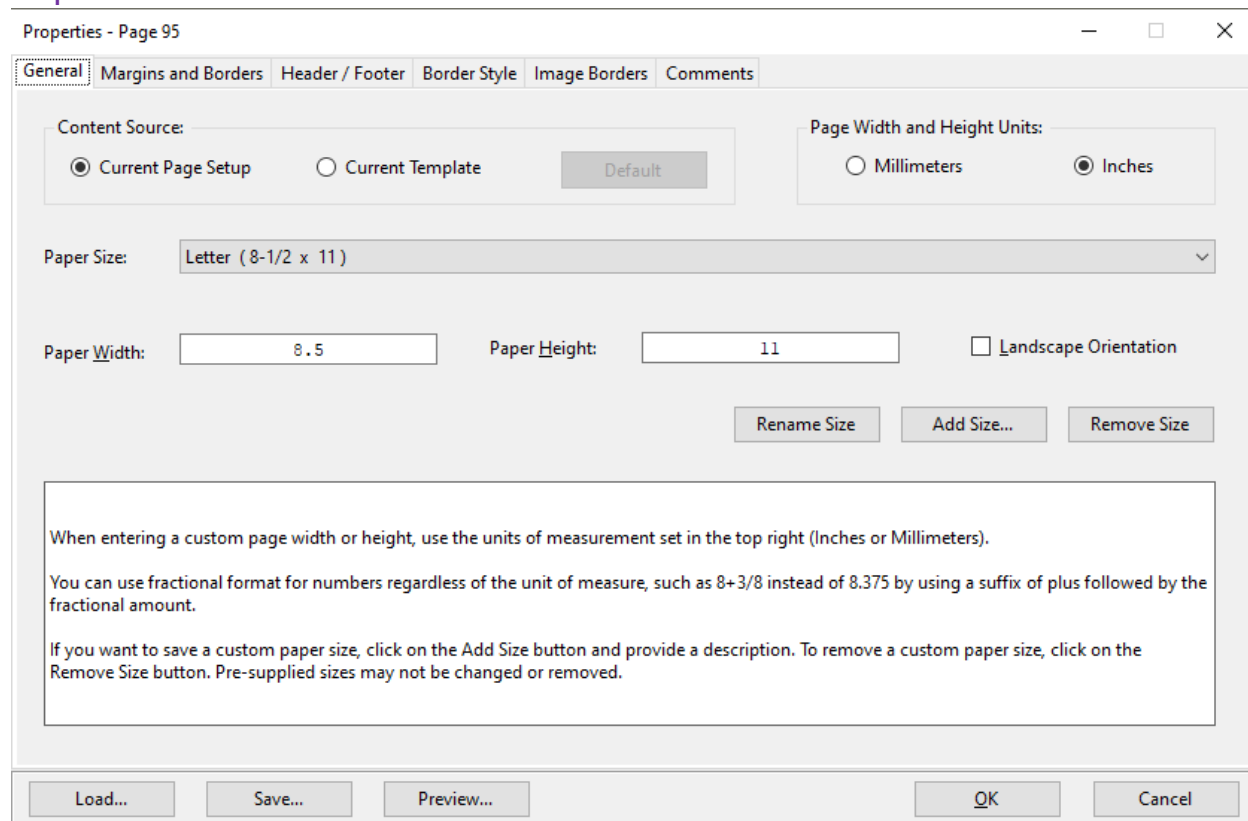 Properties - Page 95
General Margins and Borders Header / Footer Border Style Image Borders Comments
Content Source: Page Width and Height Units:
Current Page Setup Current Template Default Millimeters Inches
Paper Size: Letter (8-1/2 x 11)
Paper Width: 8.5 Paper Height: 11 Landscape Orientation
Rename Size Add Size... Remove Size
When entering a custom page width or height, use the units of measurement set in the top right (Inches or Millimeters).
You can use fractional format for numbers regardless of the unit of measure, such as 8+3/8 instead of 8.375 by using a suffix of plus followed by the
fractional amount.
If you want to save a custom paper size, click on the Add Size button and provide a description. To remove a custom paper size, click on the
Remove Size button. Pre-supplied sizes may not be changed or removed.
Load... Save... Preview... OK Cancel